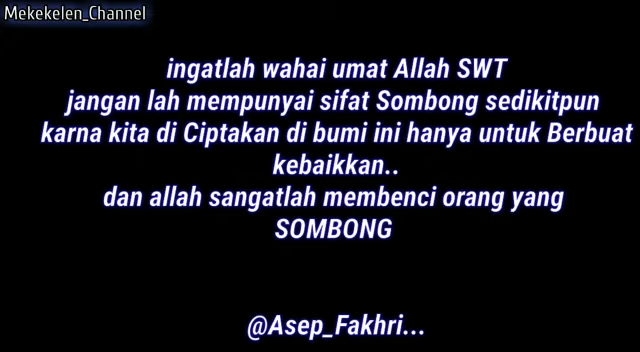 Mekekelen_Channel
ingatlah wahai umat Allah SWT
jangan lah mempunyai sifat Sombong sedikitpun
karna kita di Ciptakan di bumi ini hanya untuk Berbuat
kebaikkan..
dan allah sangatlah membenci orang yang
SOMBONG
@Asep_Fakhri...